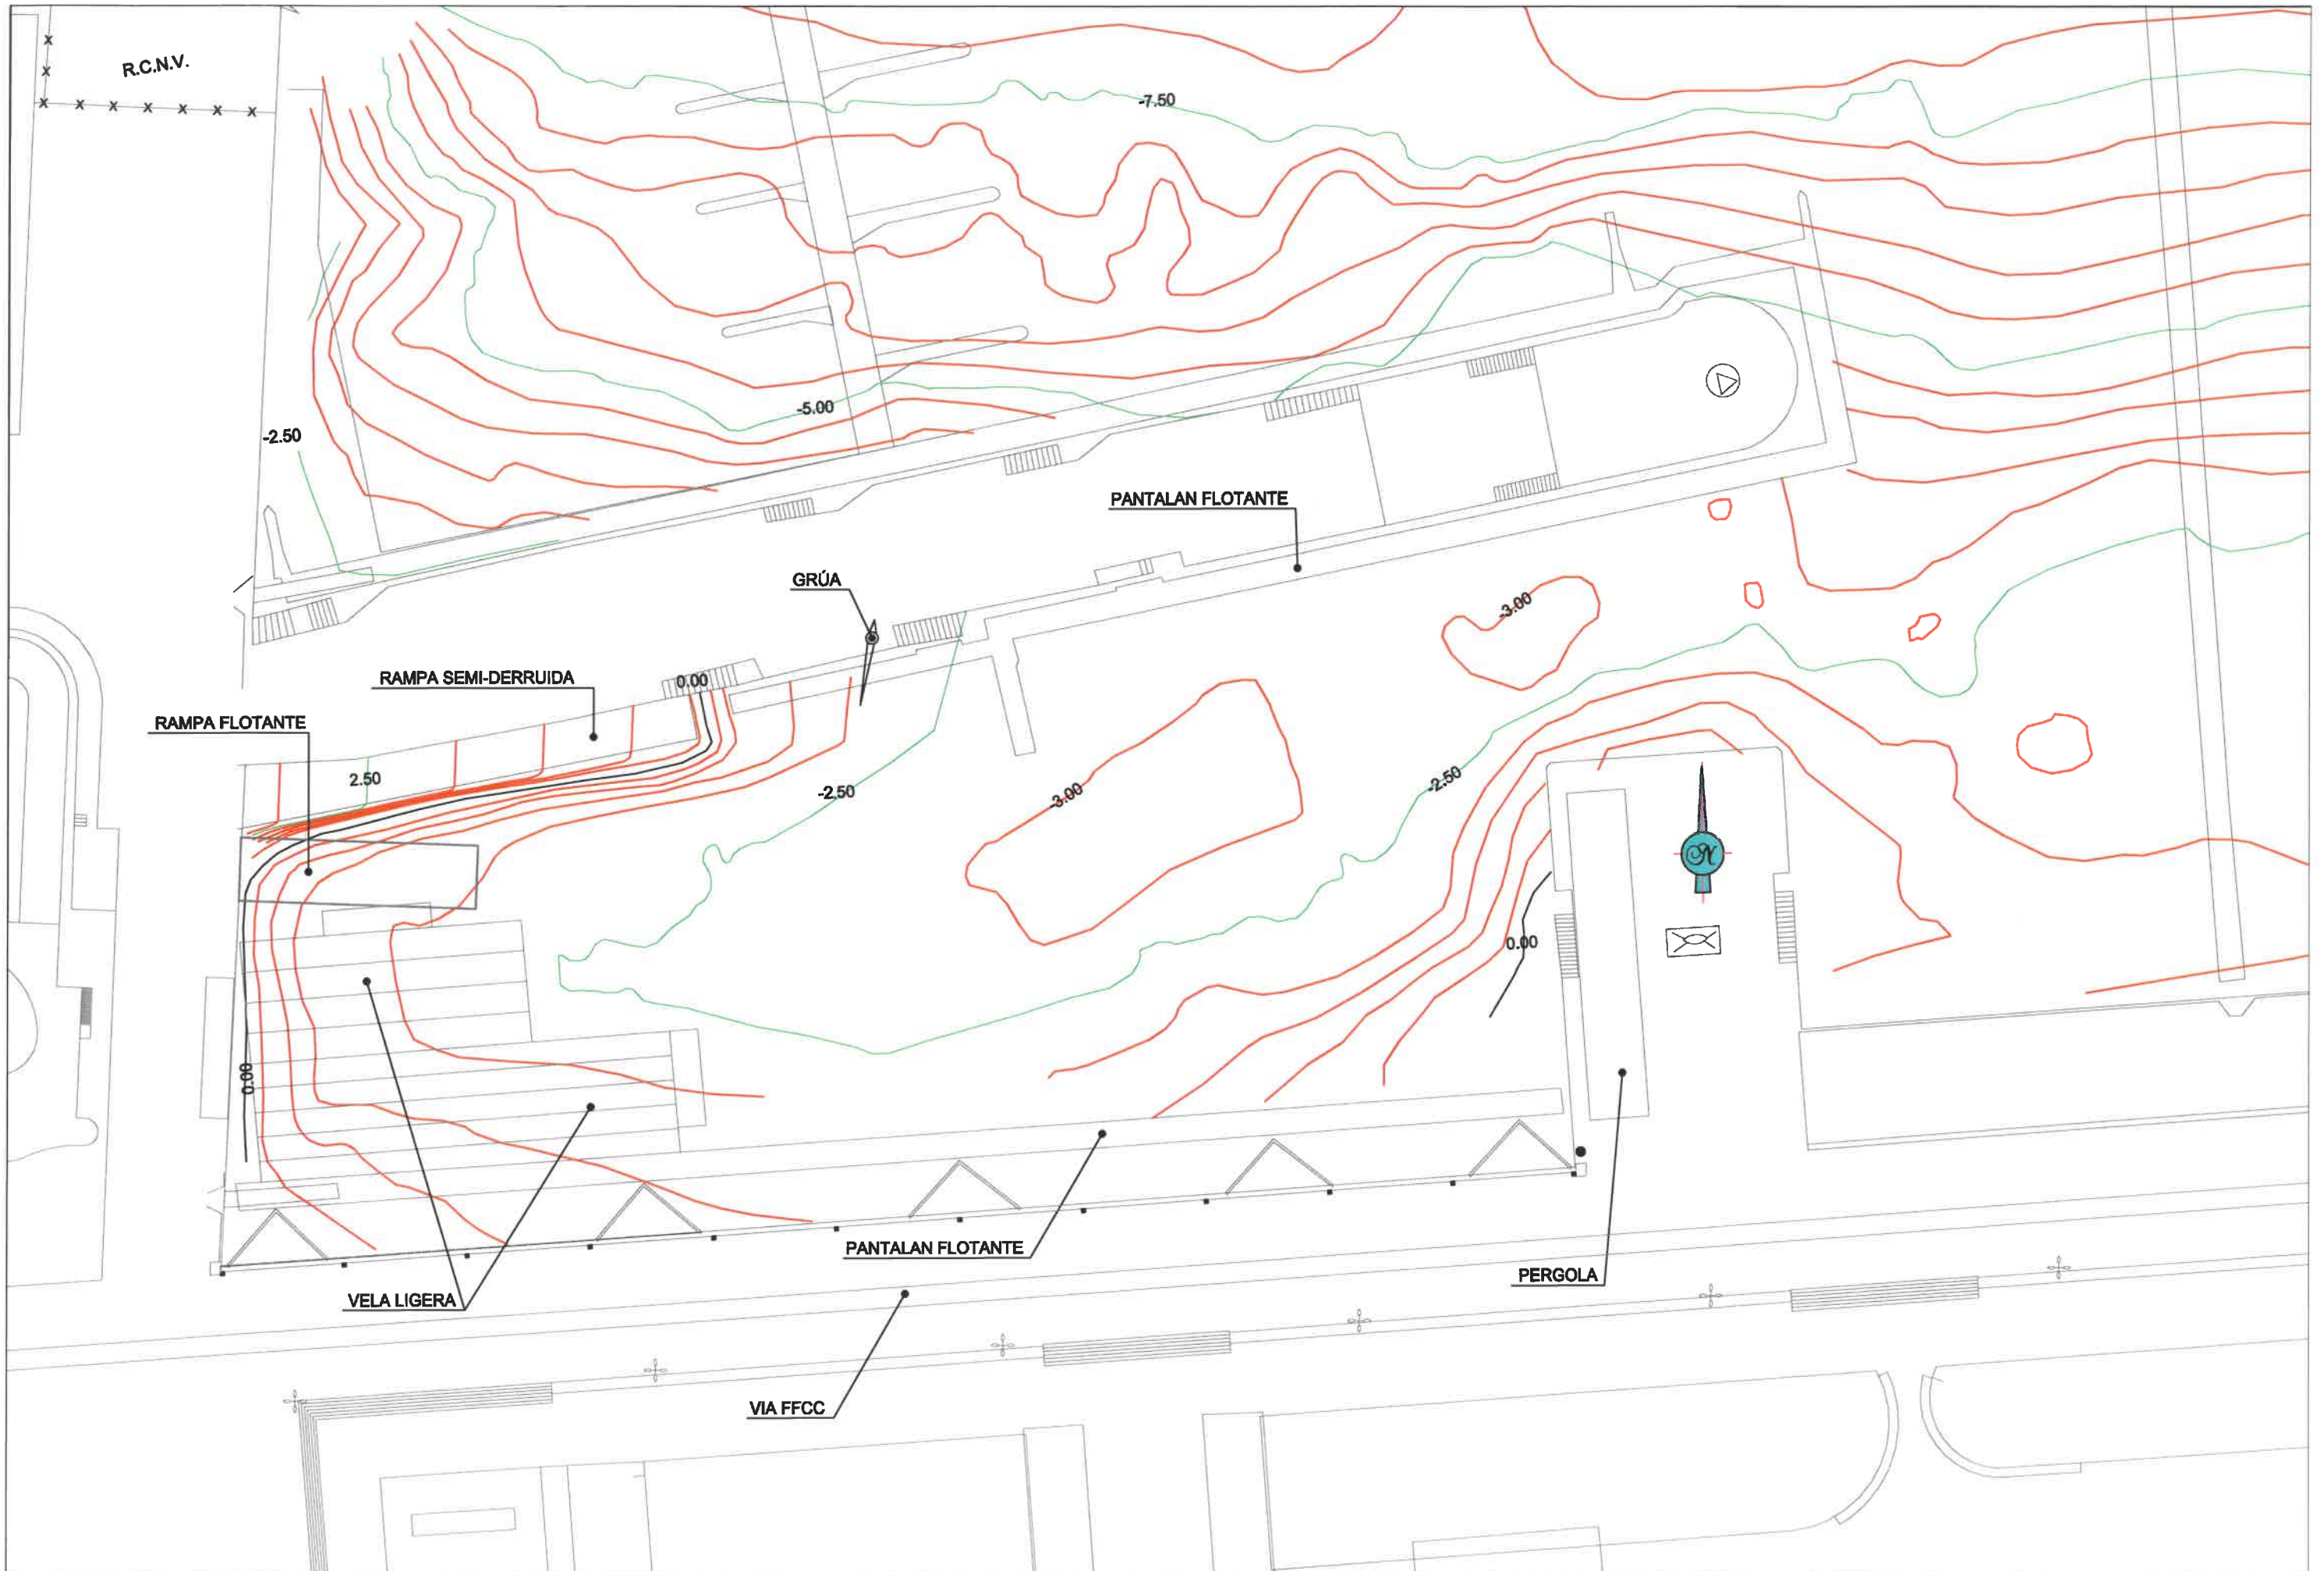 R.C.N.V.
-7.50
-5.00
-2.50
PANTALAN FLOTANTE
GRÚA
-3.00
RAMPA SEMI-DERRUIDA
0.00
RAMPA FLOTANTE
2.50
-2.50
-3.00
-2.50
N
0.00
0.00
PANTALAN FLOTANTE
PERGOLA
VELA LIGERA
VIA FFCC